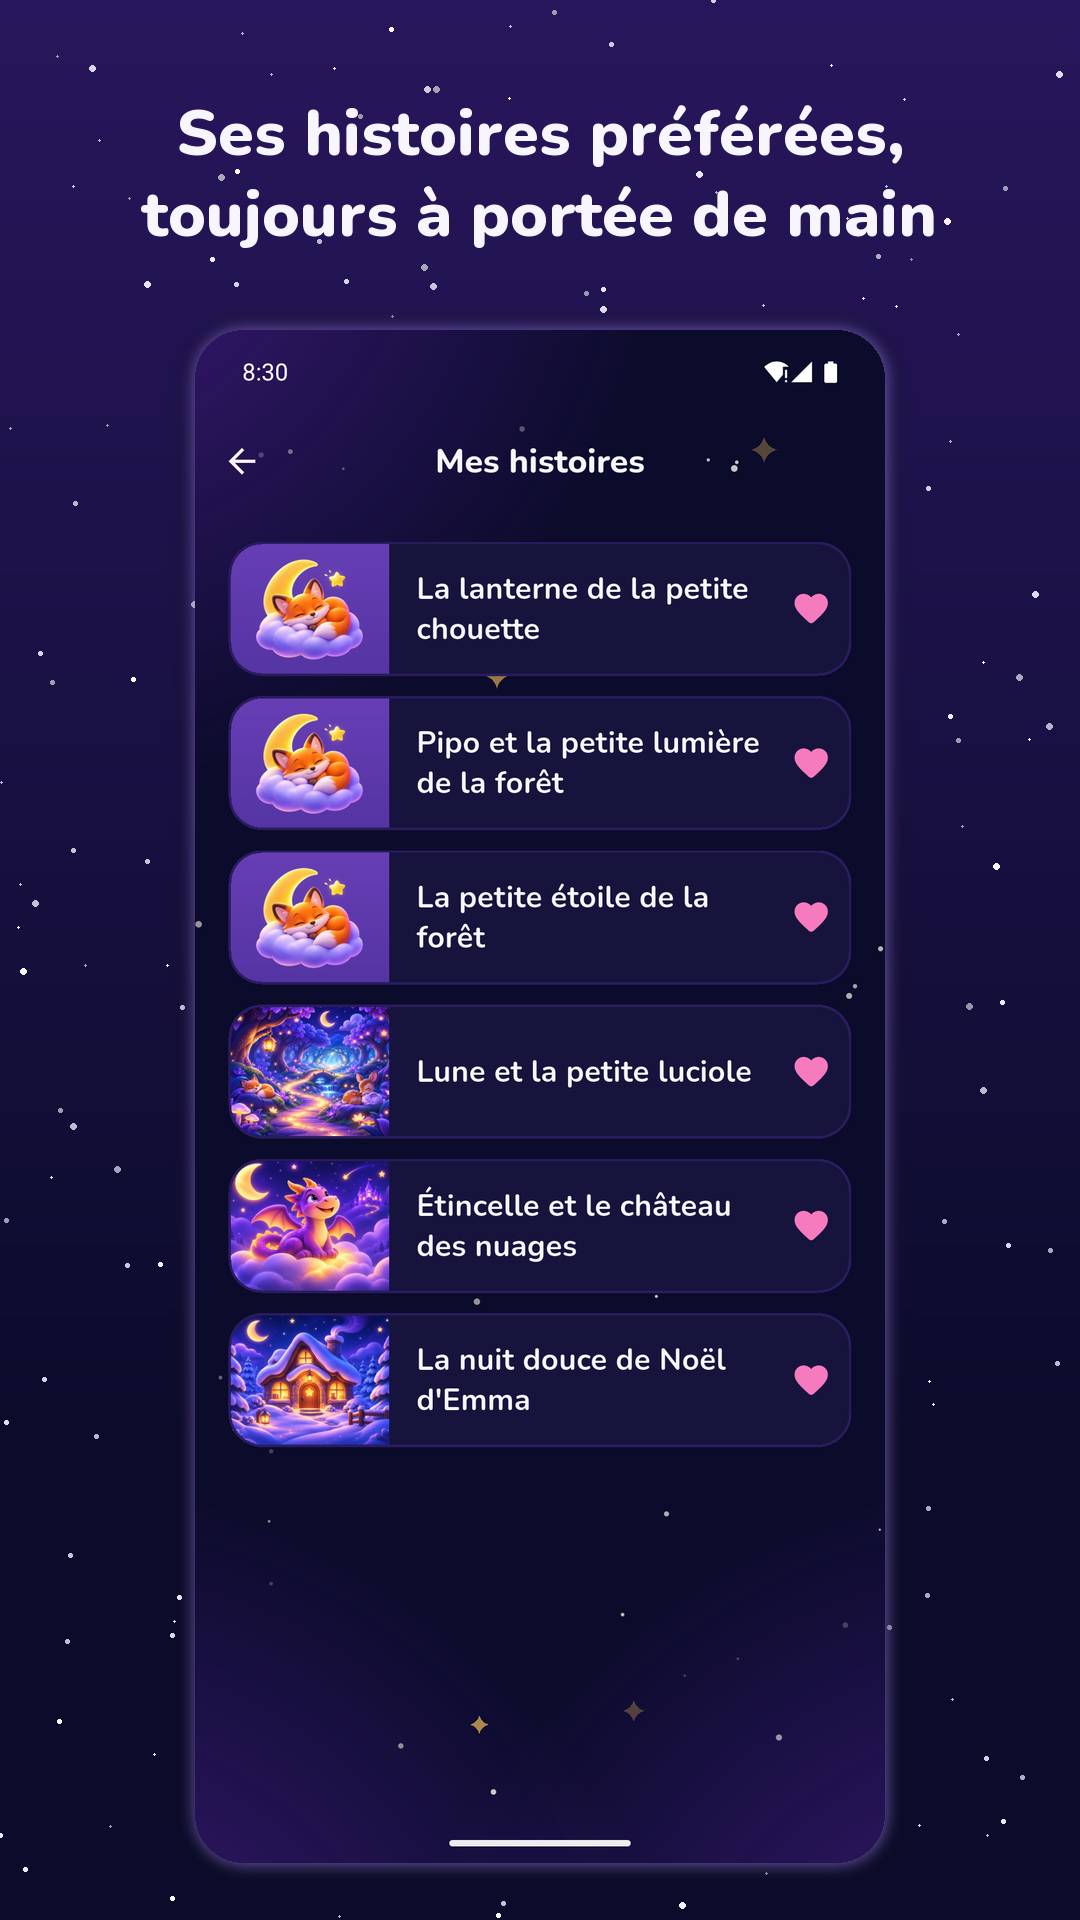 Ses histoires préférées,
toujours à portée de main
8:30
Mes histoires
La lanterne de la petite
chouette
Pipo et la petite lumière
de la forêt
La petite étoile de la
forêt
Lune et la petite luciole
Étincelle et le château
des nuages
La nuit douce de Noël
d'Emma